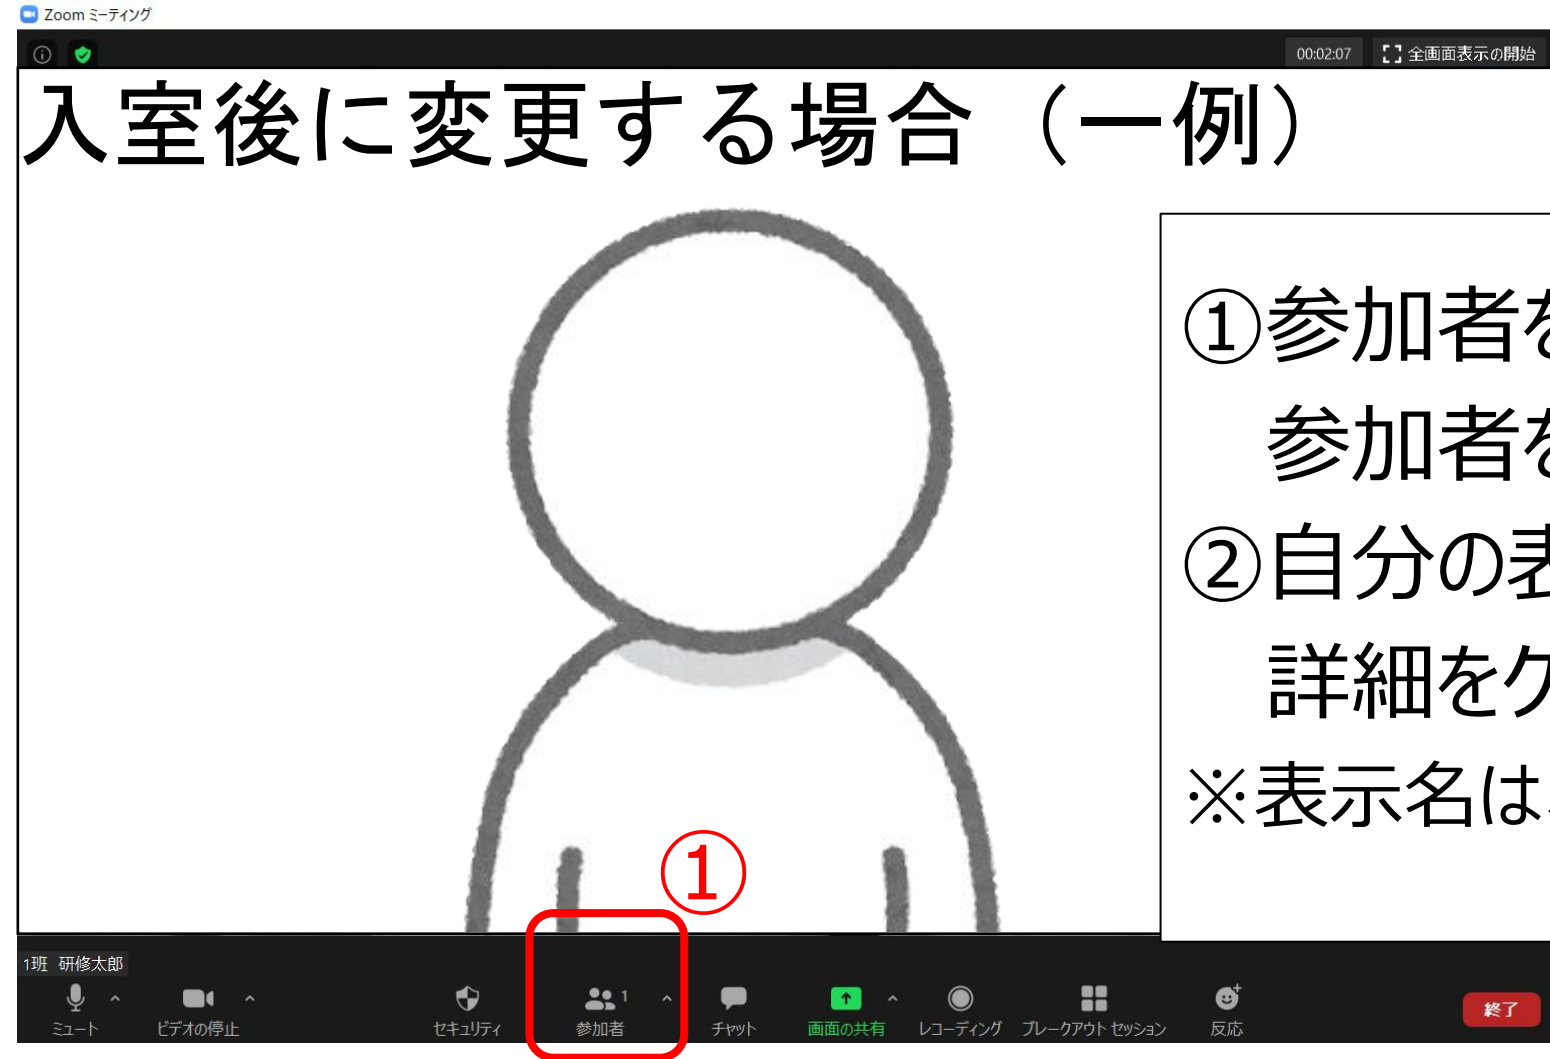 Zoom ミーティング
00:02:07 全画面表示の開始
入室後に変更する場合（一例）
①参加者を
参加者を
②自分の表
詳細をク
※表示名は、
①
1班 研修太郎
ミュート ビデオの停止 セキュリティ 参加者 1 チャット 画面の共有 レコーディング ブレークアウト セッション 反応 終了